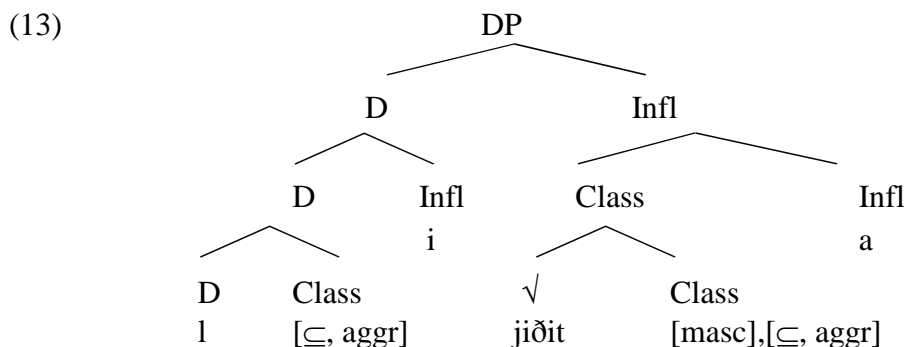 (13) DP
D Infl
D Infl Class Infl
i a
D Class √ Class
l [⊆, aggr] jiðit [masc],[⊆, aggr]